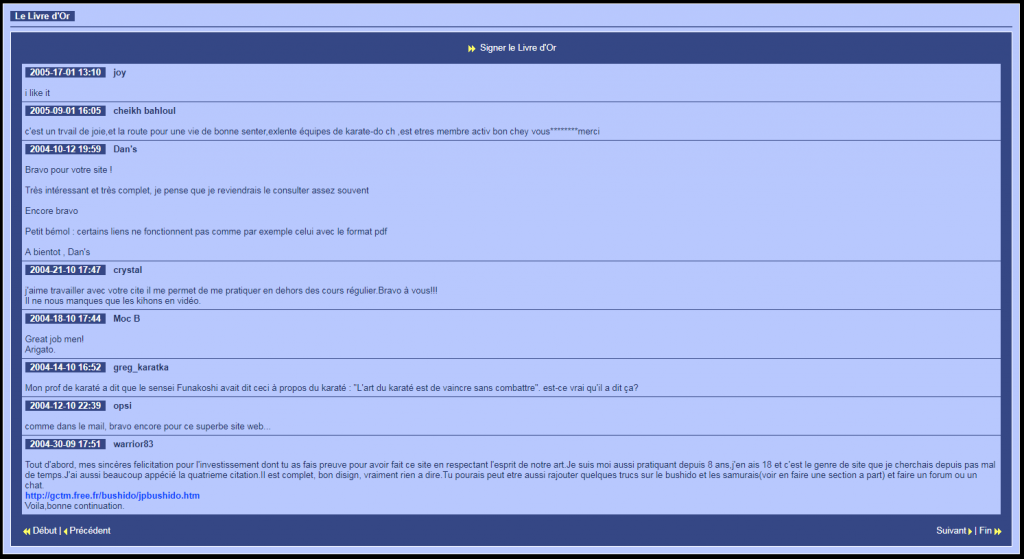 Le Livre d'Or
Signer le Livre d'Or
2005-17-01 13:10 joy
i like it
2005-09-01 16:05 cheikh bahloul
c'est un trvail de joie,et la route pour une vie de bonne senter,exlente équipes de karate-do ch ,est etres membre activ bon chey vous********merci
2004-10-12 19:59 Dan's
Bravo pour votre site !
Très intéressant et très complet, je pense que je reviendrais le consulter assez souvent
Encore bravo
Petit bémol : certains liens ne fonctionnent pas comme par exemple celui avec le format pdf
A bientot , Dan's
2004-21-10 17:47 crystal
j'aime travailler avec votre cite il me permet de me pratiquer en dehors des cours régulier.Bravo à vous!!!
Il ne nous manques que les kihons en vidéo.
2004-18-10 17:44 Moc B
Great job men!
Arigato.
2004-14-10 16:52 greg_karatka
Mon prof de karaté a dit que le sensei Funakoshi avait dit ceci à propos du karaté : "L'art du karaté est de vaincre sans combattre". est-ce vrai qu'il a dit ça?
2004-12-10 22:39 opsi
comme dans le mail, bravo encore pour ce superbe site web...
2004-30-09 17:51 warrior83
Tout d'abord, mes sincères felicitation pour l'investissement dont tu as fais preuve pour avoir fait ce site en respectant l'esprit de notre art.Je suis moi aussi pratiquant depuis 8 ans,j'en ais 18 et c'est le genre de site que je cherchais depuis pas mal
de temps.J'ai aussi beaucoup appécié la quatrieme citation.Il est complet, bon disign, vraiment rien a dire.Tu pourais peut etre aussi rajouter quelques trucs sur le bushido et les samurais(voir en faire une section a part) et faire un forum ou un
chat.
http://gctm.free.fr/bushido/jpbushido.htm
Voila,bonne continuation.
Début | Précédent Suivant | Fin